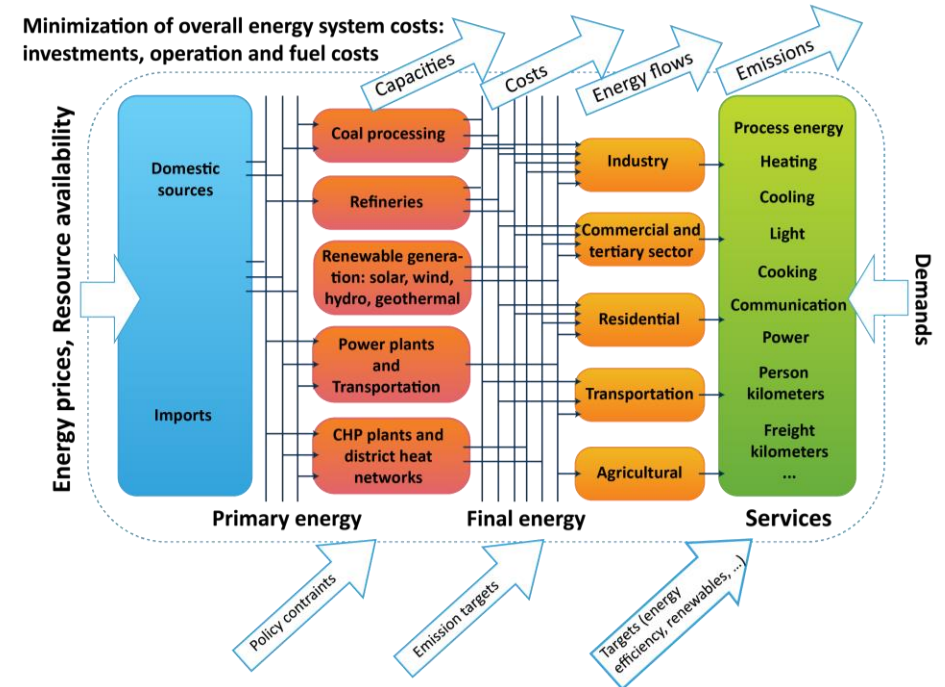 Minimization of overall energy system costs:
investments, operation and fuel costs
Capacities
Costs
Energy flows
Emissions
Energy prices, Resource availability
Domestic
sources
Imports
Coal processing
Refineries
Renewable genera-
tion: solar, wind,
hydro, geothermal
Power plants
and
Transportation
CHP plants and
district heat
networks
Industry
Commercial and
tertiary sector
Residential
Transportation
Agricultural
Process energy
Heating
Cooling
Light
Cooking
Communication
Power
Person
kilometers
Freight
kilometers
...
Demands
Primary energy
Final energy
Services
Policy contraints
Emission targets
Targets (energy
efficiency, renewables, ...)